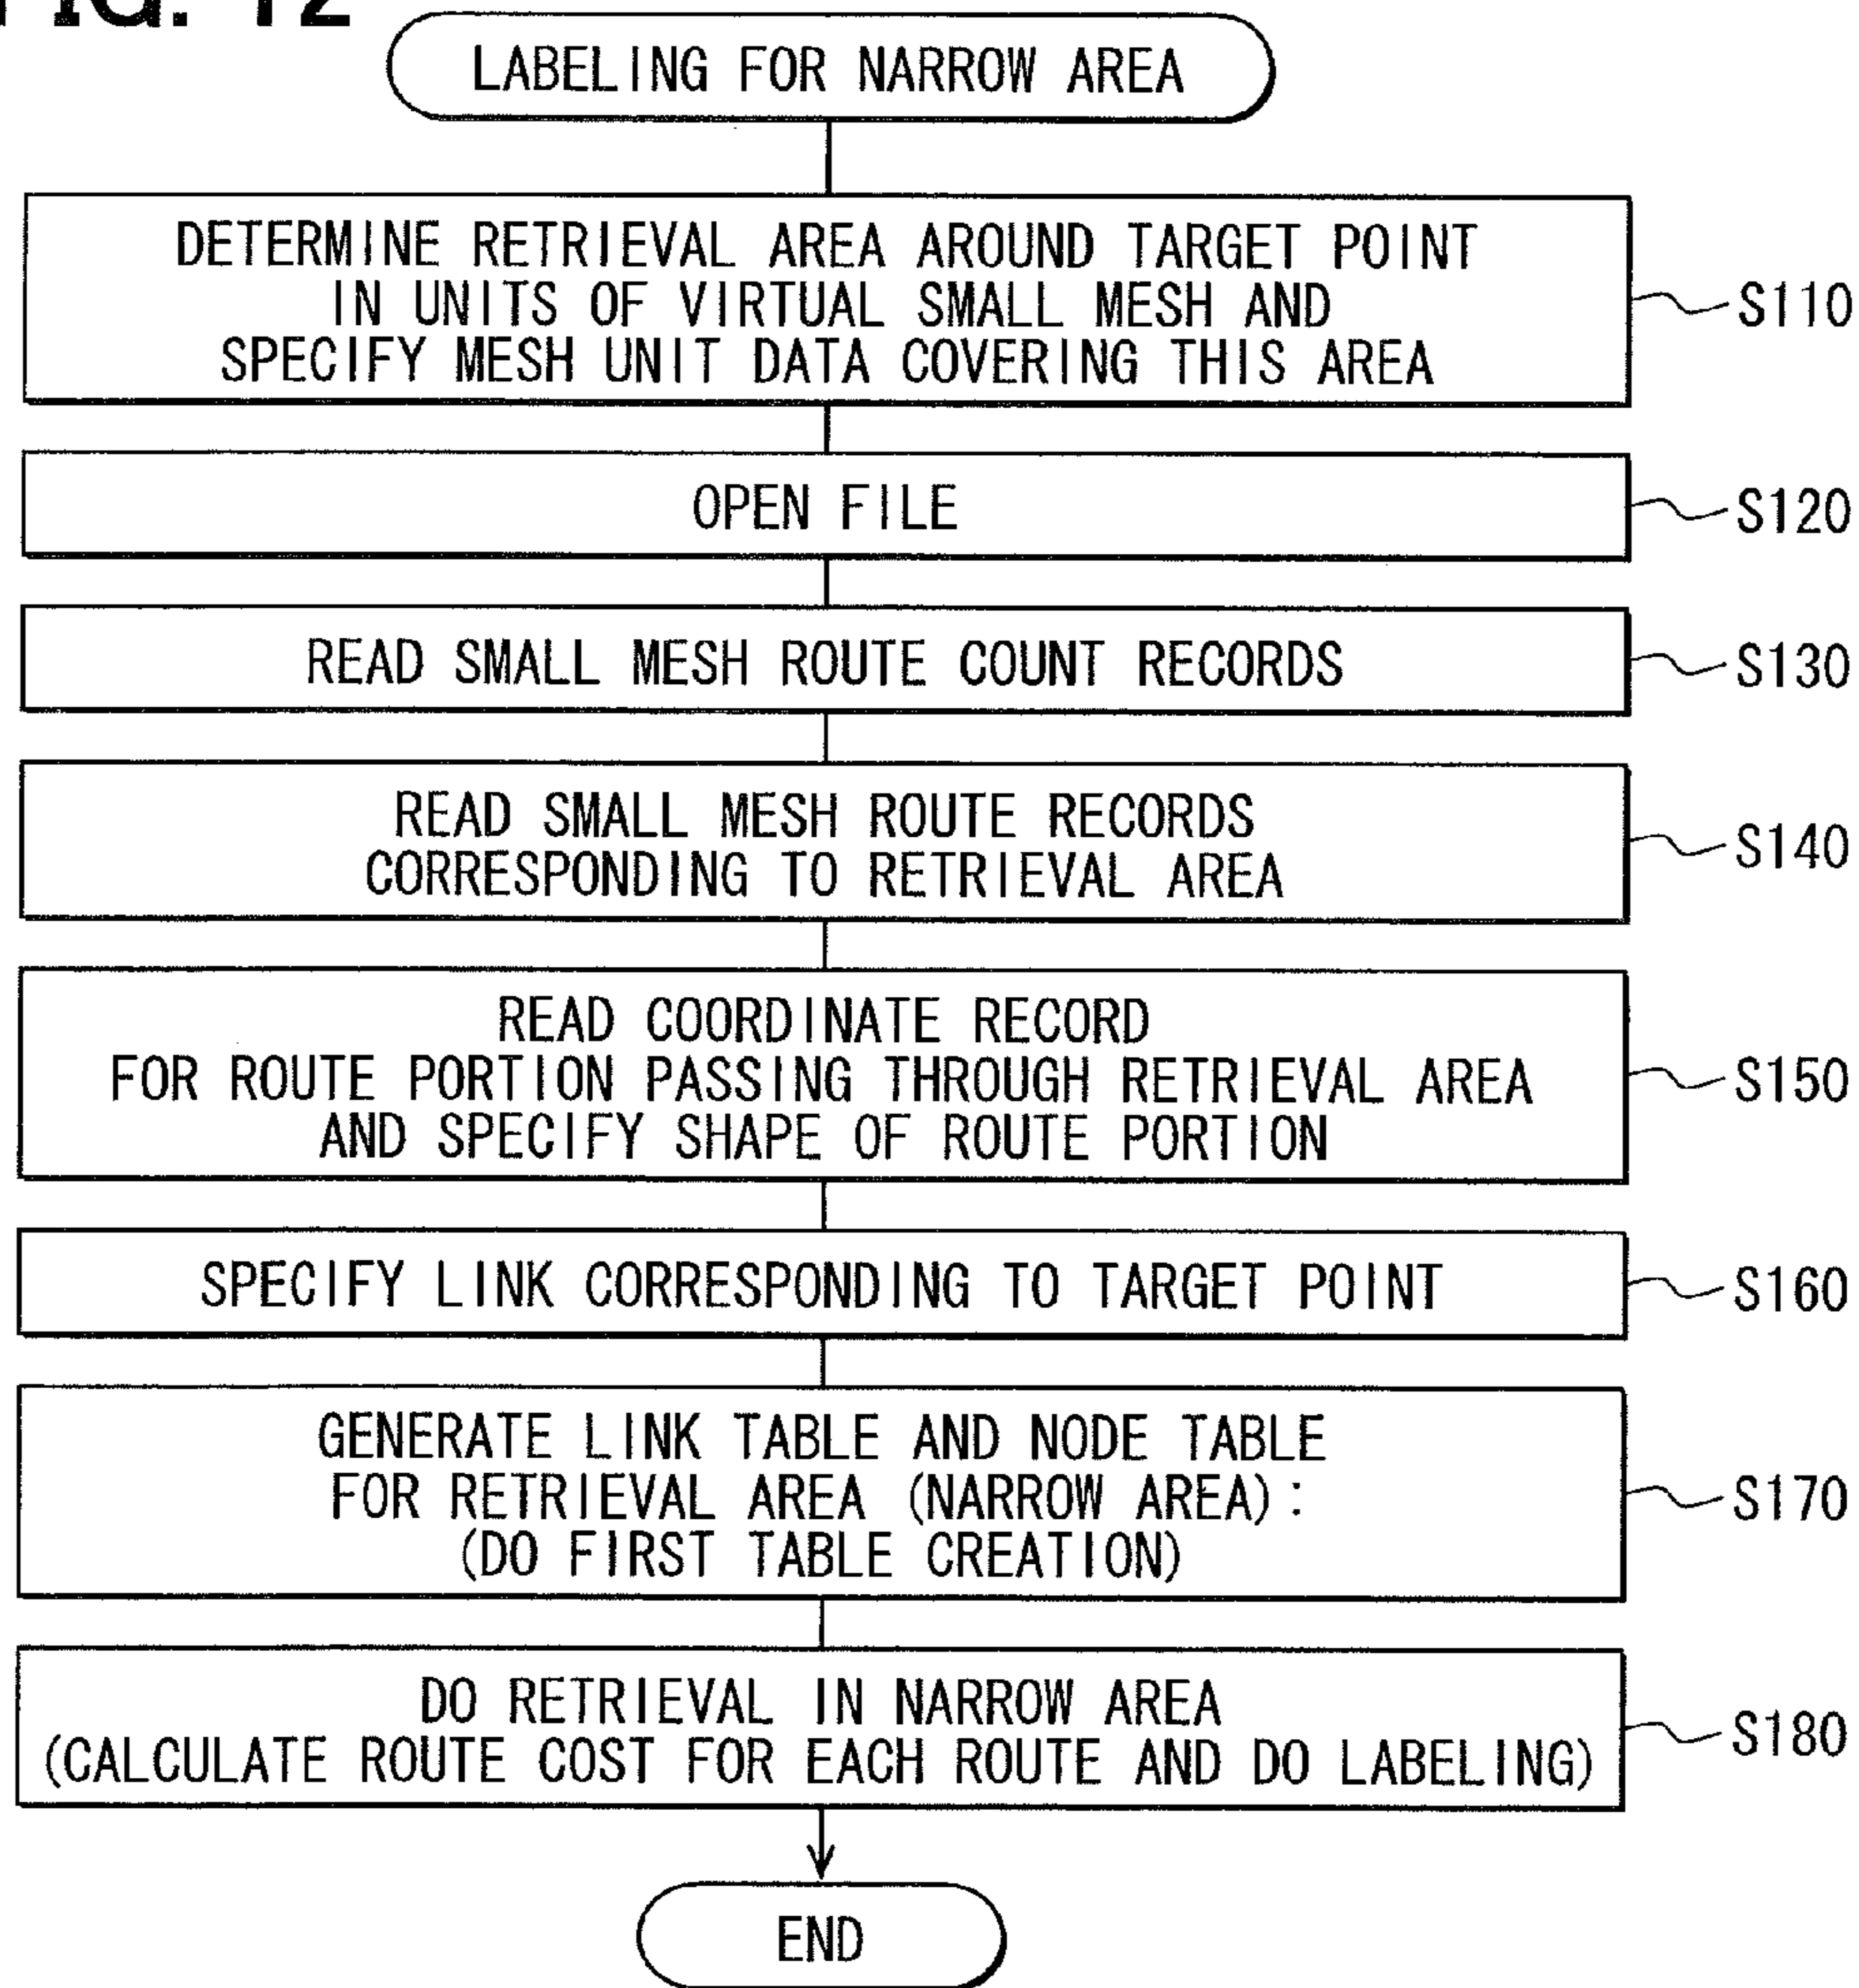 FIG. 12
LABELING FOR NARROW AREA
DETERMINE RETRIEVAL AREA AROUND TARGET POINT
IN UNITS OF VIRTUAL SMALL MESH AND
SPECIFY MESH UNIT DATA COVERING THIS AREA
S110
OPEN FILE
S120
READ SMALL MESH ROUTE COUNT RECORDS
S130
READ SMALL MESH ROUTE RECORDS
CORRESPONDING TO RETRIEVAL AREA
S140
READ COORDINATE RECORD
FOR ROUTE PORTION PASSING THROUGH RETRIEVAL AREA
AND SPECIFY SHAPE OF ROUTE PORTION
S150
SPECIFY LINK CORRESPONDING TO TARGET POINT
S160
GENERATE LINK TABLE AND NODE TABLE
FOR RETRIEVAL AREA (NARROW AREA):
(DO FIRST TABLE CREATION)
S170
DO RETRIEVAL IN NARROW AREA
(CALCULATE ROUTE COST FOR EACH ROUTE AND DO LABELING)
S180
END